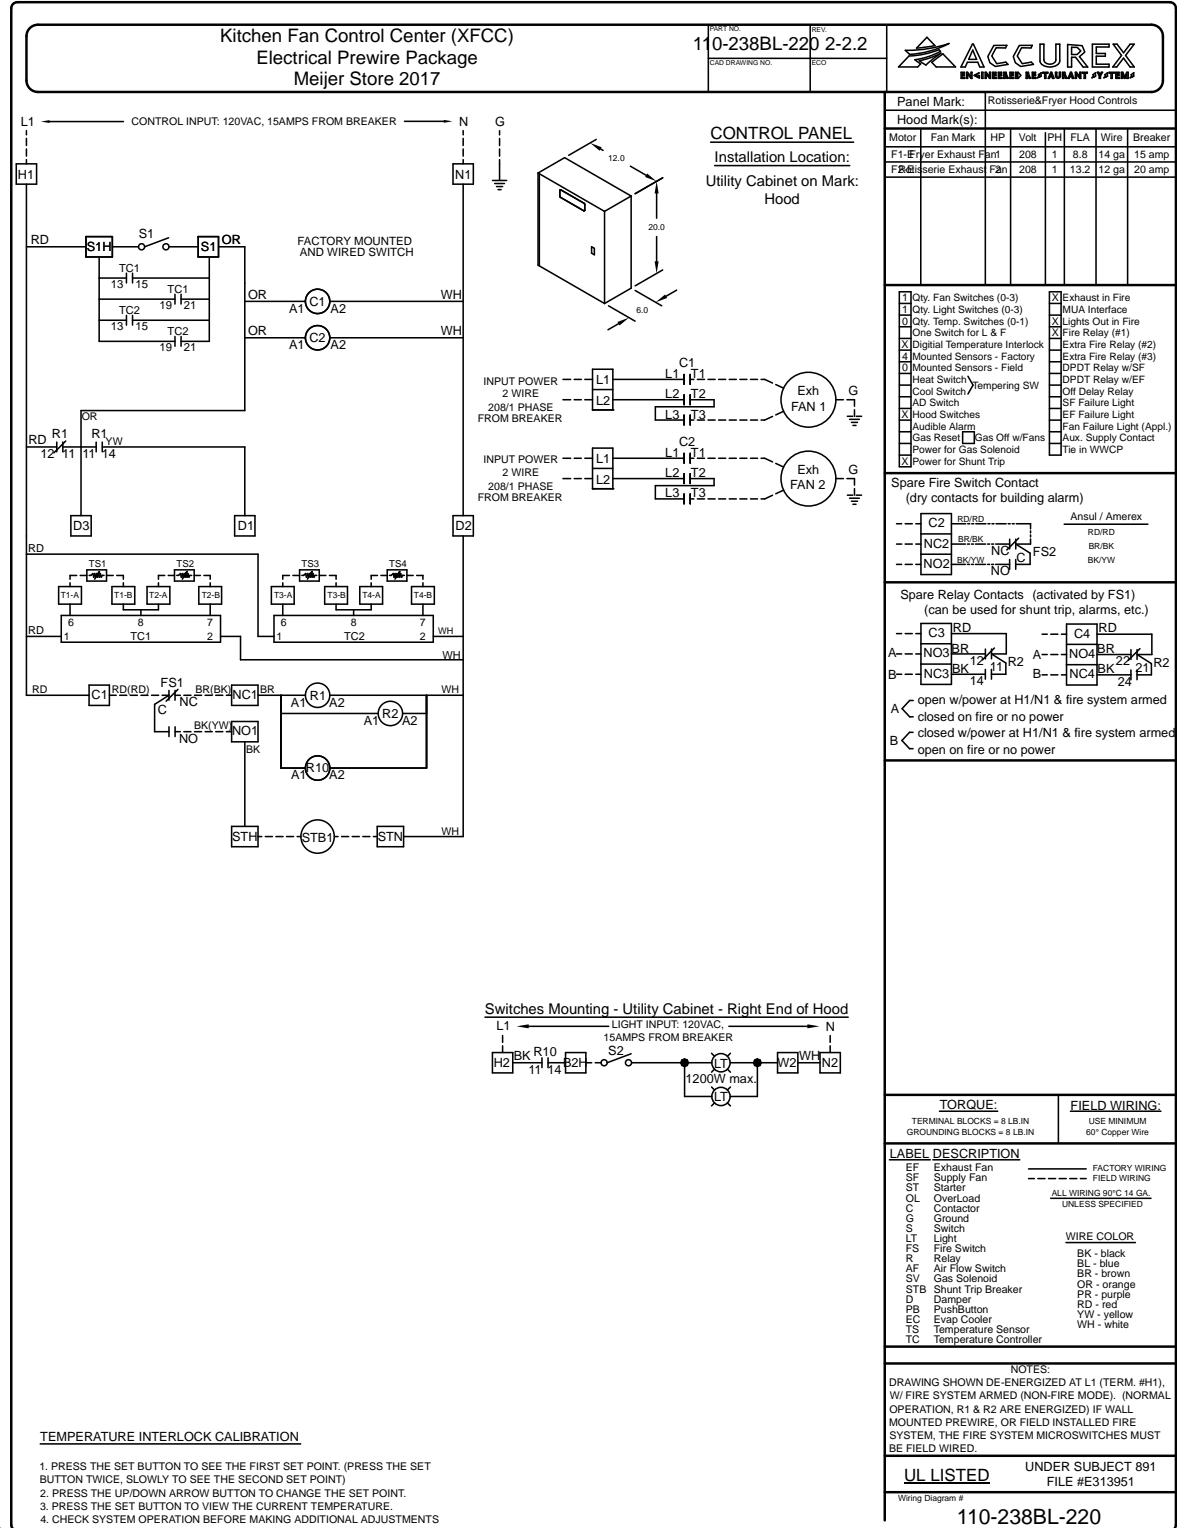 Kitchen Fan Control Center (XFCC)
Electrical Prewire Package
Meijer Store 2017
PART NO.
110-238BL-220
REV.
2-2.2
CAD DRAWING NO.
ECO
ACCUREX
ENGINEERED RESTAURANT SYSTEMS
Panel Mark: Rotisserie&Fryer Hood Controls
Hood Mark(s):
Motor Fan Mark HP Volt PH FLA Wire Breaker
F1-E Fryer Exhaust Fan 1 208 1 8.8 14 ga 15 amp
Rotisserie Exhaust Fan 2 208 1 13.2 12 ga 20 amp
L1 CONTROL INPUT: 120VAC, 15AMPS FROM BREAKER N G
H1 N1
RD S1H S1 S1 OR
FACTORY MOUNTED
AND WIRED SWITCH
TC1
13 15
TC1
19 21
TC2
13 15
TC2
19 21
OR A1 C1 A2 WH
OR A1 C2 A2 WH
OR
RD R1 R1 YW
12 11 11 14
D3 D1 D2
RD
TS1 TS2 TS3 TS4
T1-A T1-B T2-A T2-B T3-A T3-B T4-A T4-B
6 8 7 6 8 7
RD 1 TC1 2 1 TC2 2 WH
WH
RD C1 RD(RD) FS1 NC BR(BK) NC1 BR A1 R1 A2 WH
C
A1 R2 A2
NO BK(YW) NO1
BK
A1 R10 A2
STH STB1 STN WH
CONTROL PANEL
Installation Location:
Utility Cabinet on Mark:
Hood
12.0
20.0
6.0
INPUT POWER
2 WIRE
208/1 PHASE
FROM BREAKER
L1
L2
C1
L1 T1
L2 T2
L3 T3
Exh
FAN 1
G
INPUT POWER
2 WIRE
208/1 PHASE
FROM BREAKER
L1
L2
C2
L1 T1
L2 T2
L3 T3
Exh
FAN 2
G
1 Qty. Fan Switches (0-3)
1 Qty. Light Switches (0-3)
0 Qty. Temp. Switches (0-1)
One Switch for L & F
X Digitial Temperature Interlock
4 Mounted Sensors - Factory
0 Mounted Sensors - Field
Heat Switch
Cool Switch
Tempering SW
AD Switch
X Hood Switches
Audible Alarm
Gas Reset Gas Off w/Fans
Power for Gas Solenoid
X Power for Shunt Trip
X Exhaust in Fire
MUA Interface
X Lights Out in Fire
X Fire Relay (#1)
Extra Fire Relay (#2)
Extra Fire Relay (#3)
DPDT Relay w/SF
DPDT Relay w/EF
Off Delay Relay
SF Failure Light
EF Failure Light
Fan Failure Light (Appl.)
Aux. Supply Contact
Tie in WWCP
Spare Fire Switch Contact
(dry contacts for building alarm)
C2 RD/RD
NC2 BR/BK NC FS2
NO2 BK/YW NO C
Ansul / Amerex
RD/RD
BR/BK
BK/YW
Spare Relay Contacts (activated by FS1)
(can be used for shunt trip, alarms, etc.)
C3 RD
A NO3 BR 12
B NC3 BK 14 11 R2
C4 RD
A NO4 BR 22
B NC4 BK 24 21 R2
A open w/power at H1/N1 & fire system armed
closed on fire or no power
B closed w/power at H1/N1 & fire system armed
open on fire or no power
Switches Mounting - Utility Cabinet - Right End of Hood
L1 LIGHT INPUT: 120VAC, N
15AMPS FROM BREAKER
H2 BK R10 B2H S2 LT W2 WH N2
11 14
1200W max.
LT
TORQUE:
TERMINAL BLOCKS = 8 LB.IN
GROUNDING BLOCKS = 8 LB.IN
FIELD WIRING:
USE MINIMUM
60° Copper Wire
LABEL DESCRIPTION
EF Exhaust Fan
SF Supply Fan
ST Starter
OL OverLoad
C Contactor
G Ground
S Switch
LT Light
FS Fire Switch
R Relay
AF Air Flow Switch
SV Gas Solenoid
STB Shunt Trip Breaker
D Damper
PB PushButton
EC Evap Cooler
TS Temperature Sensor
TC Temperature Controller
FACTORY WIRING
FIELD WIRING
ALL WIRING 90°C 14 GA.
UNLESS SPECIFIED
WIRE COLOR
BK - black
BL - blue
BR - brown
OR - orange
PR - purple
RD - red
YW - yellow
WH - white
NOTES:
DRAWING SHOWN DE-ENERGIZED AT L1 (TERM. #H1),
W/ FIRE SYSTEM ARMED (NON-FIRE MODE). (NORMAL
OPERATION, R1 & R2 ARE ENERGIZED) IF WALL
MOUNTED PREWIRE, OR FIELD INSTALLED FIRE
SYSTEM, THE FIRE SYSTEM MICROSWITCHES MUST
BE FIELD WIRED.
UL LISTED
UNDER SUBJECT 891
FILE #E313951
Wiring Diagram #
110-238BL-220
TEMPERATURE INTERLOCK CALIBRATION
1. PRESS THE SET BUTTON TO SEE THE FIRST SET POINT. (PRESS THE SET
BUTTON TWICE, SLOWLY TO SEE THE SECOND SET POINT)
2. PRESS THE UP/DOWN ARROW BUTTON TO CHANGE THE SET POINT.
3. PRESS THE SET BUTTON TO VIEW THE CURRENT TEMPERATURE.
4. CHECK SYSTEM OPERATION BEFORE MAKING ADDITIONAL ADJUSTMENTS